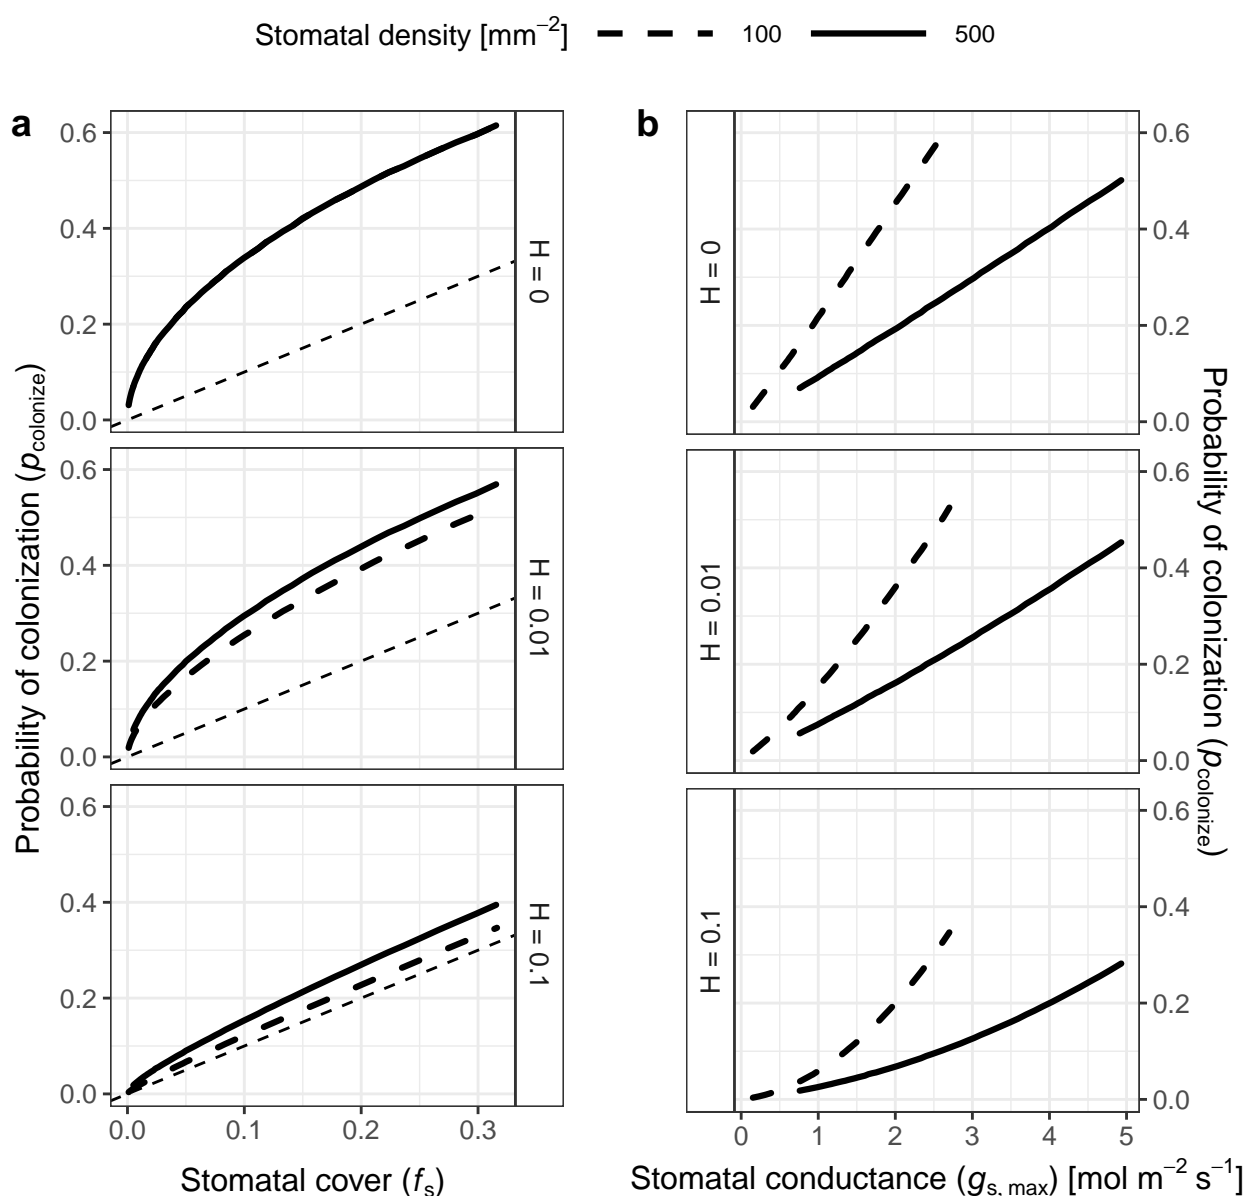 Stomatal density [mm⁻²] 100 500
a
Probability of colonization (p_colonize)
0.6
0.4
0.2
0.0
H = 0
0.6
0.4
0.2
0.0
H = 0.01
0.6
0.4
0.2
0.0
H = 0.1
0.0 0.1 0.2 0.3
Stomatal cover (f_s)
b
H = 0
0.6
0.4
0.2
0.0
H = 0.01
0.6
0.4
0.2
0.0
H = 0.1
0.6
0.4
0.2
0.0
Probability of colonization (p_colonize)
0 1 2 3 4 5
Stomatal conductance (g_s, max) [mol m⁻² s⁻¹]